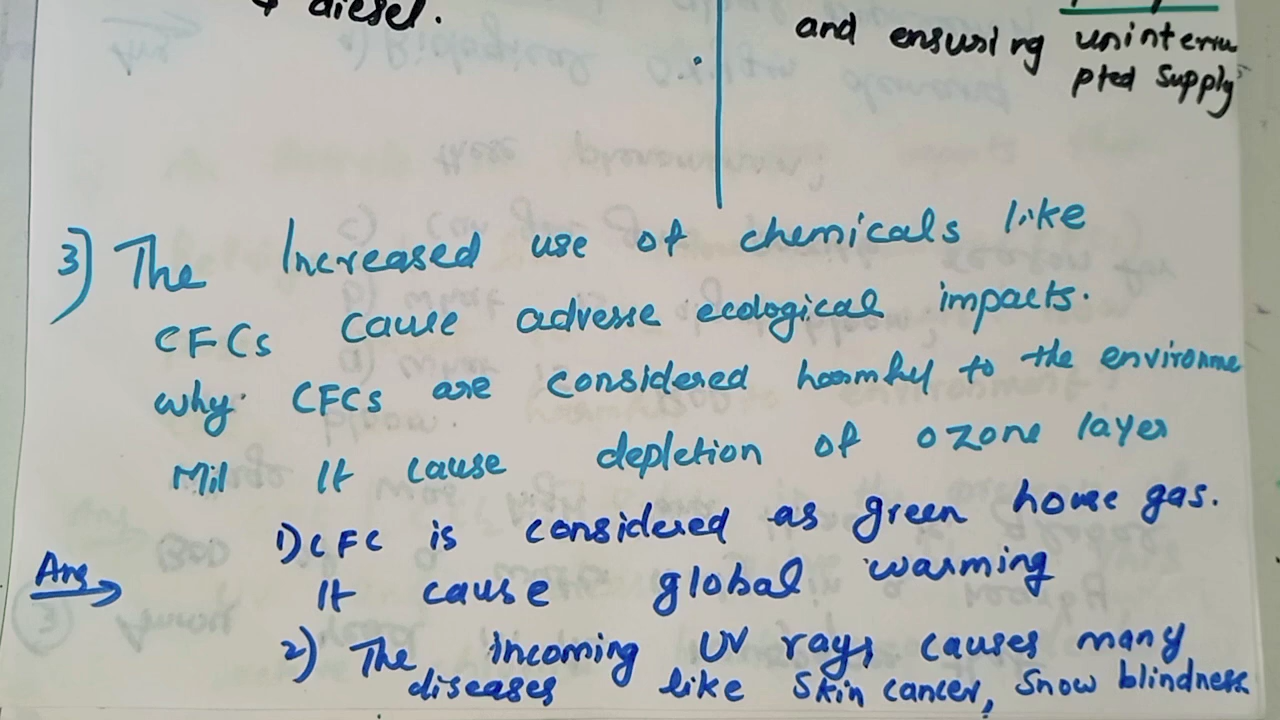 & diesel.
and ensuring uninterru
pted supply
3) The Increased use of chemicals like
CFCs cause adverse ecological impacts.
why CFCs are considered harmful to the environme
It cause depletion of ozone layer
Ans → 1) CFC is considered as green house gas.
It cause global warming
2) The incoming UV rays causes many
diseases like skin cancer, snow blindness